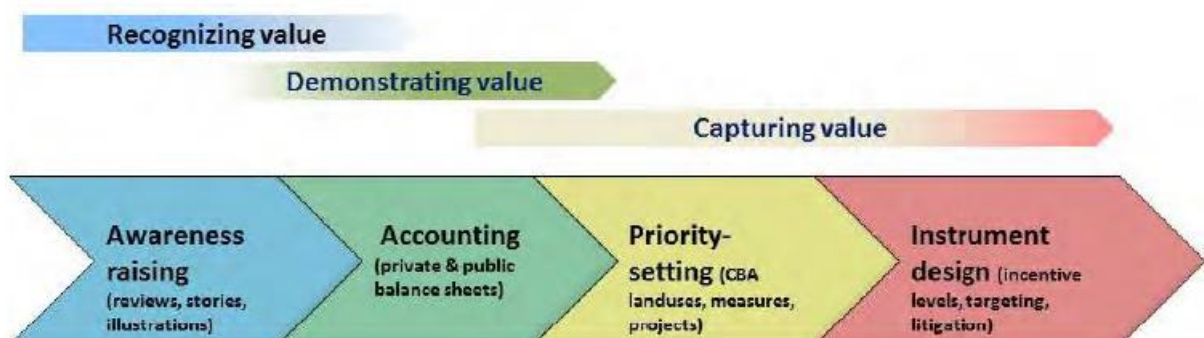 Recognizing value
Demonstrating value
Capturing value
Awareness
raising
(reviews, stories,
illustrations)
Accounting
(private & public
balance sheets)
Priority-
setting (CBA
landuses, measures,
projects)
Instrument
design (incentive
levels, targeting,
litigation)